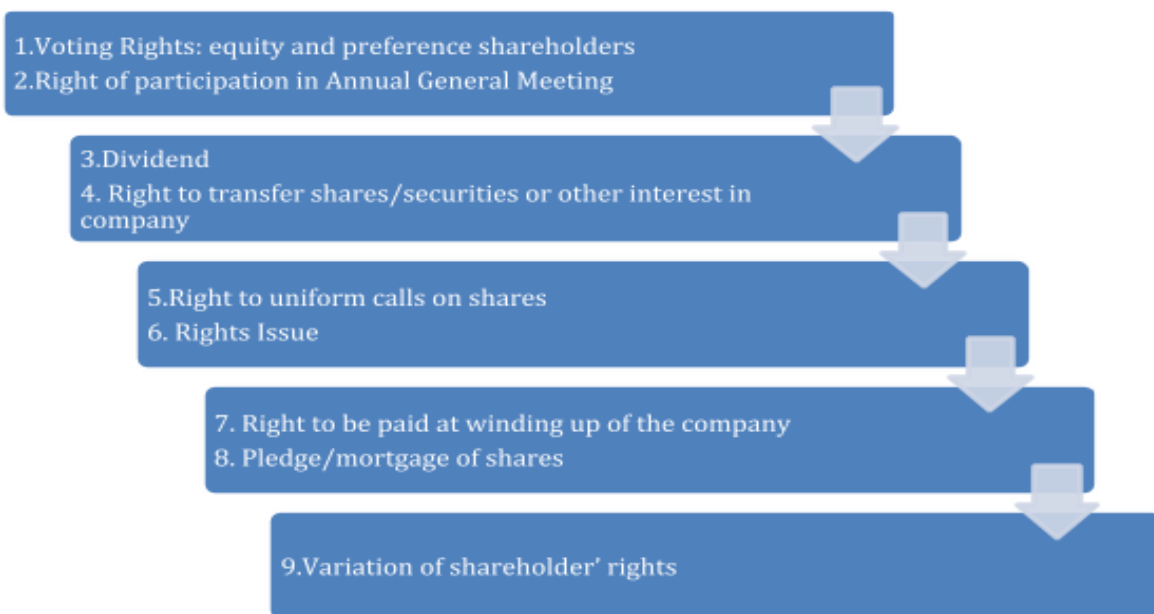 1.Voting Rights: equity and preference shareholders
2.Right of participation in Annual General Meeting
3.Dividend
4. Right to transfer shares/securities or other interest in
company
5.Right to uniform calls on shares
6. Rights Issue
7. Right to be paid at winding up of the company
8. Pledge/mortgage of shares
9.Variation of shareholder’ rights